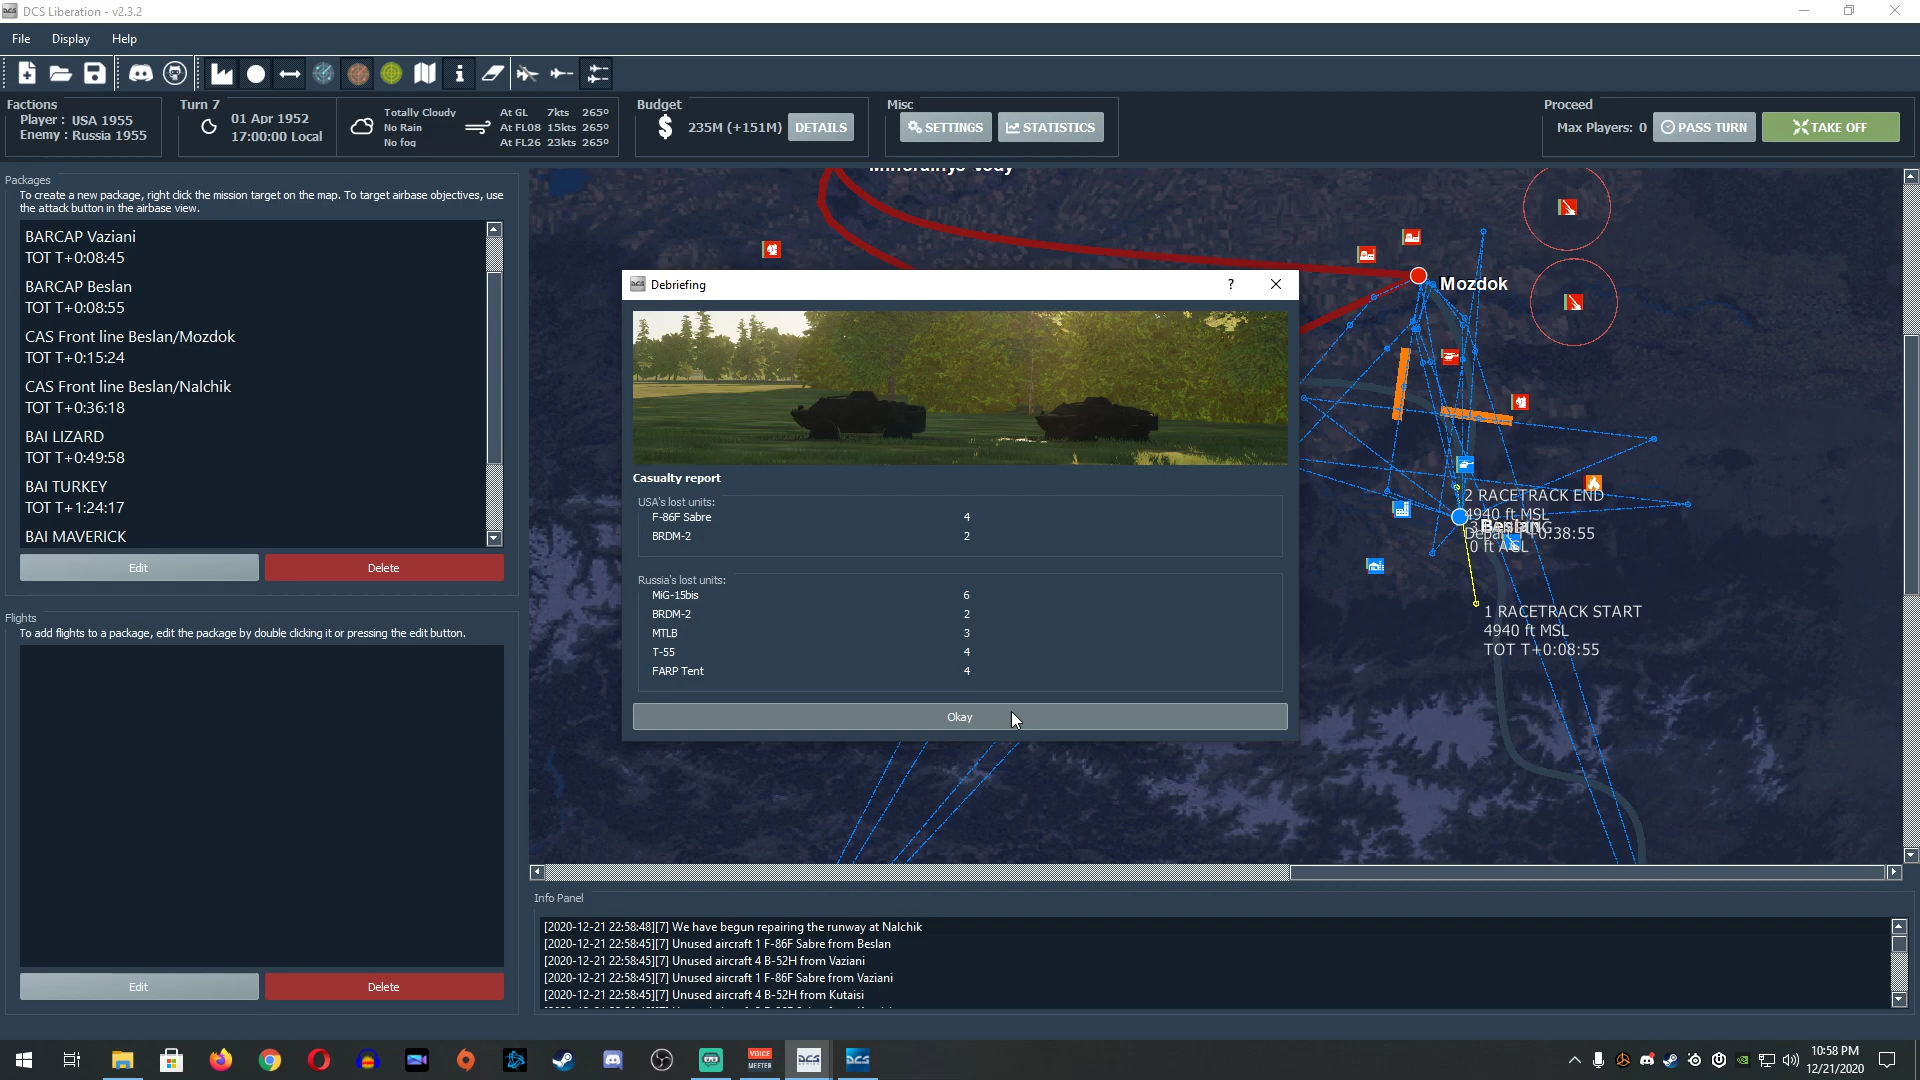 DCS Liberation - v2.3.2
File Display Help
Factions
Player : USA 1955
Enemy : Russia 1955
Turn 7
01 Apr 1952
17:00:00 Local
Totally Cloudy
No Rain
No fog
At GL 7kts 265º
At FL08 15kts 265º
At FL26 23kts 265º
Budget
235M (+151M)
DETAILS
Misc
SETTINGS
STATISTICS
Proceed
Max Players: 0
PASS TURN
TAKE OFF
Packages
To create a new package, right click the mission target on the map. To target airbase objectives, use
the attack button in the airbase view.
BARCAP Vaziani
TOT T+0:08:45
BARCAP Beslan
TOT T+0:08:55
CAS Front line Beslan/Mozdok
TOT T+0:15:24
CAS Front line Beslan/Nalchik
TOT T+0:36:18
BAI LIZARD
TOT T+0:49:58
BAI TURKEY
TOT T+1:24:17
BAI MAVERICK
Edit
Delete
Flights
To add flights to a package, edit the package by double clicking it or pressing the edit button.
Edit
Delete
Mozdok
2 RACETRACK END
4940 ft MSL
Beslan
+0:38:55
0 ft AGL
1 RACETRACK START
4940 ft MSL
TOT T+0:08:55
Debriefing
?
Casualty report
USA's lost units:
F-86F Sabre 4
BRDM-2 2
Russia's lost units:
MiG-15bis 6
BRDM-2 2
MTLB 3
T-55 4
FARP Tent 4
Okay
Info Panel
[2020-12-21 22:58:48][7] We have begun repairing the runway at Nalchik
[2020-12-21 22:58:45][7] Unused aircraft 1 F-86F Sabre from Beslan
[2020-12-21 22:58:45][7] Unused aircraft 4 B-52H from Vaziani
[2020-12-21 22:58:45][7] Unused aircraft 1 F-86F Sabre from Vaziani
[2020-12-21 22:58:45][7] Unused aircraft 4 B-52H from Kutaisi
VOICE
MEETER
DCS
DCS
10:58 PM
12/21/2020